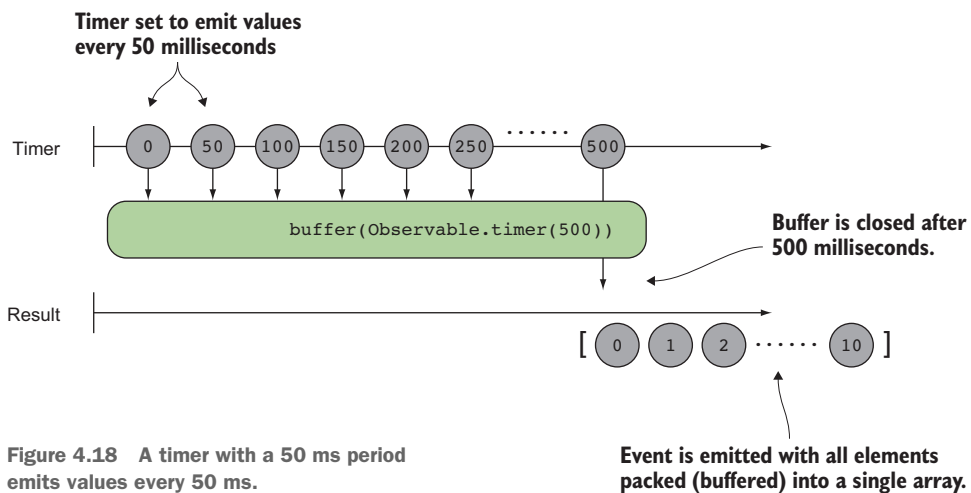 Timer set to emit values
every 50 milliseconds
Timer
0 50 100 150 200 250 ...... 500
buffer(Observable.timer(500))
Buffer is closed after
500 milliseconds.
Result
[ 0 1 2 ...... 10 ]
Figure 4.18 A timer with a 50 ms period
emits values every 50 ms.
Event is emitted with all elements
packed (buffered) into a single array.